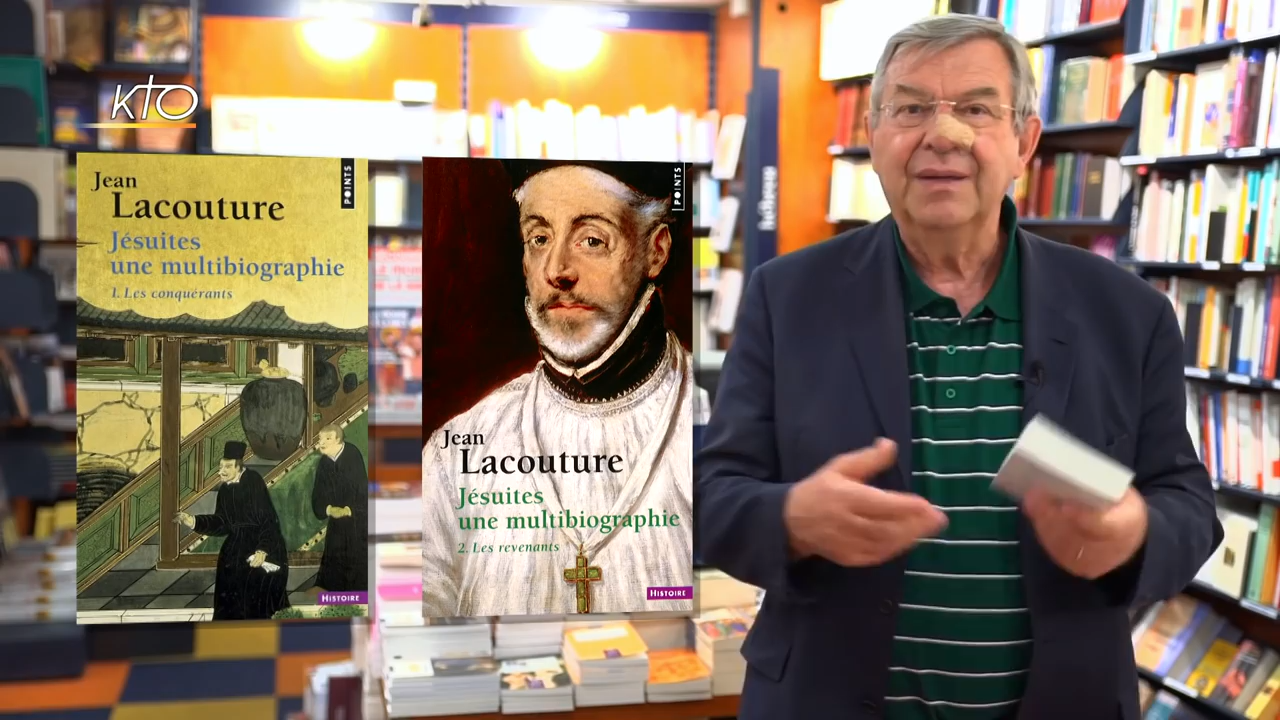 KTO
Jean
Lacouture
Jésuites
une multibiographie
1. Les conquérants
POINTS
HISTOIRE
Jean
Lacouture
Jésuites
une multibiographie
2. Les revenants
POINTS
HISTOIRE